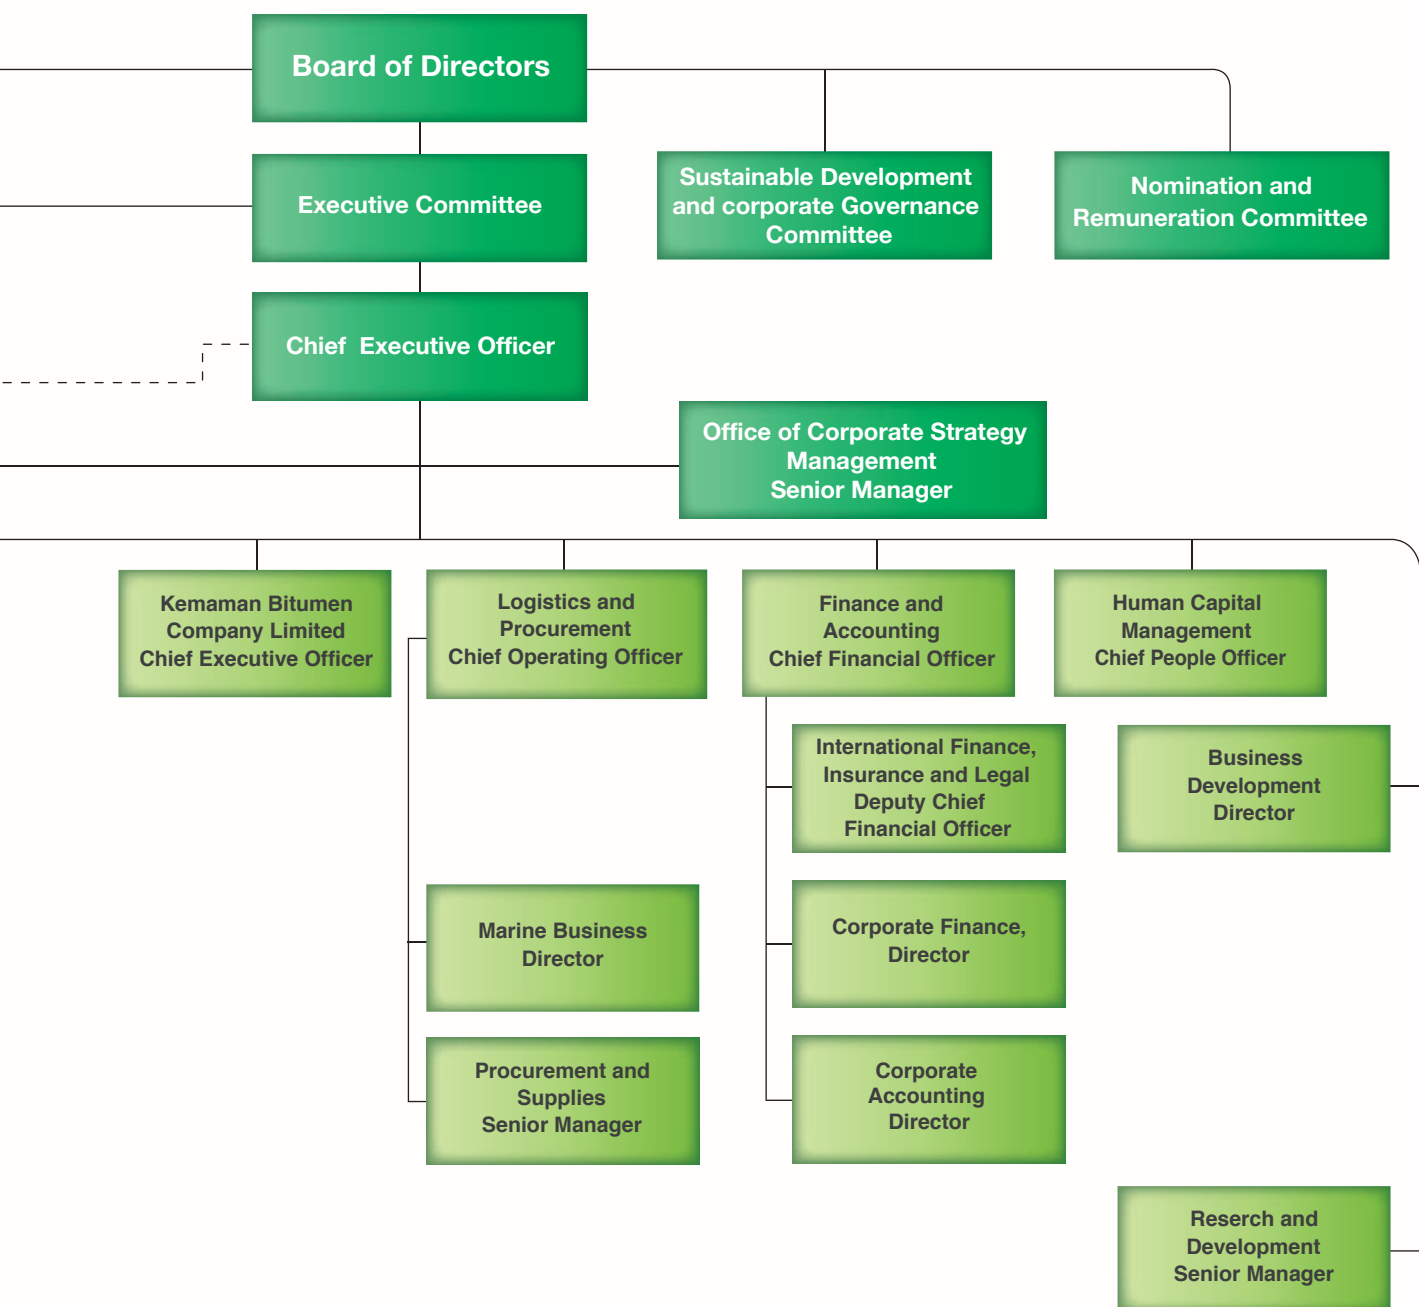 Board of Directors
Executive Committee
Sustainable Development
and corporate Governance
Committee
Nomination and
Remuneration Committee
Chief Executive Officer
Office of Corporate Strategy
Management
Senior Manager
Kemaman Bitumen
Company Limited
Chief Executive Officer
Logistics and
Procurement
Chief Operating Officer
Finance and
Accounting
Chief Financial Officer
Human Capital
Management
Chief People Officer
International Finance,
Insurance and Legal
Deputy Chief
Financial Officer
Business
Development
Director
Marine Business
Director
Corporate Finance,
Director
Procurement and
Supplies
Senior Manager
Corporate
Accounting
Director
Reserch and
Development
Senior Manager